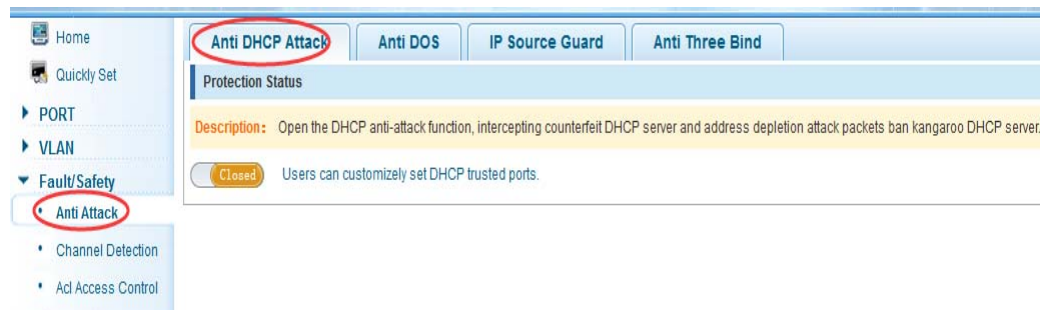 Home
Quickly Set
PORT
VLAN
Fault/Safety
Anti Attack
Channel Detection
Acl Access Control
Anti DHCP Attack
Anti DOS
IP Source Guard
Anti Three Bind
Protection Status
Description: Open the DHCP anti-attack function, intercepting counterfeit DHCP server and address depletion attack packets ban kangaroo DHCP server.
Closed
Users can customizely set DHCP trusted ports.